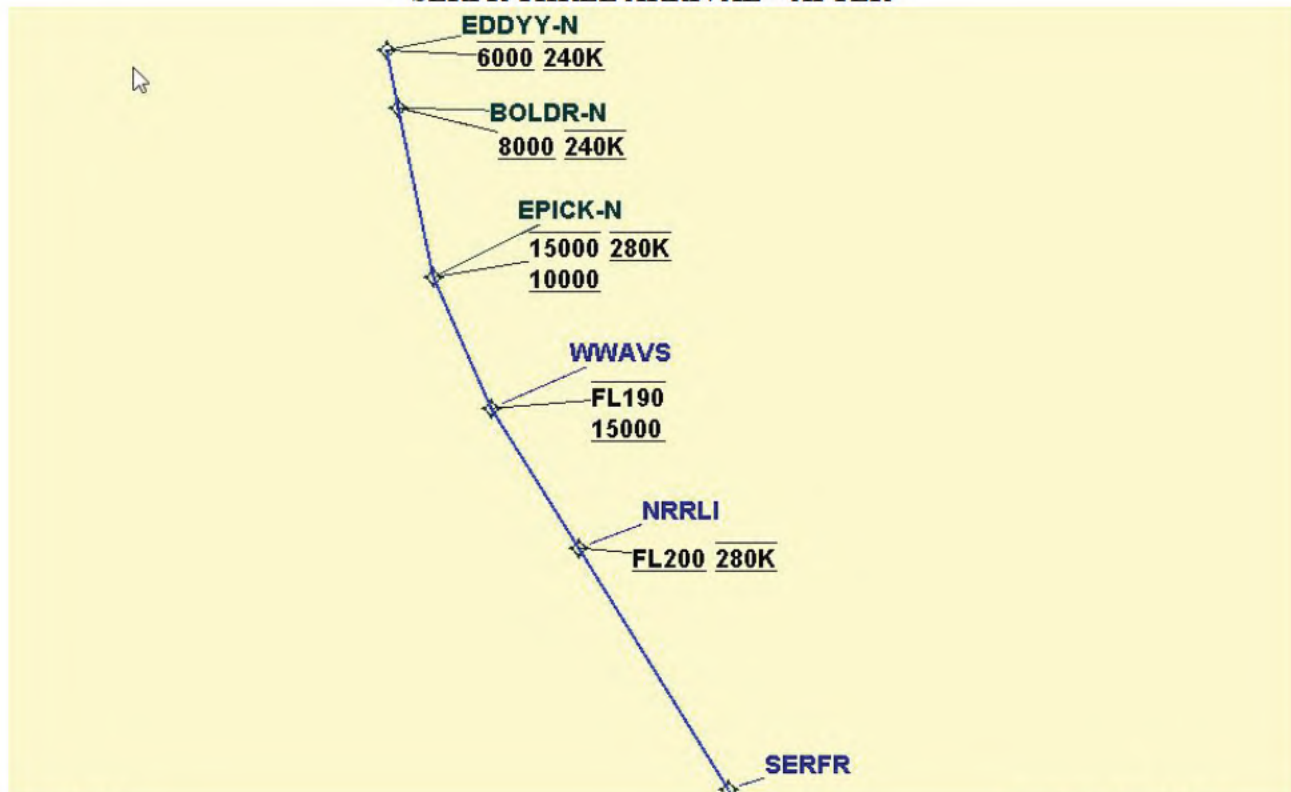 EDDYY-N
6000 240K
BOLDR-N
8000 240K
EPICK-N
15000 280K
10000
WWAVS
FL190
15000
NRRLI
FL200 280K
SERFR